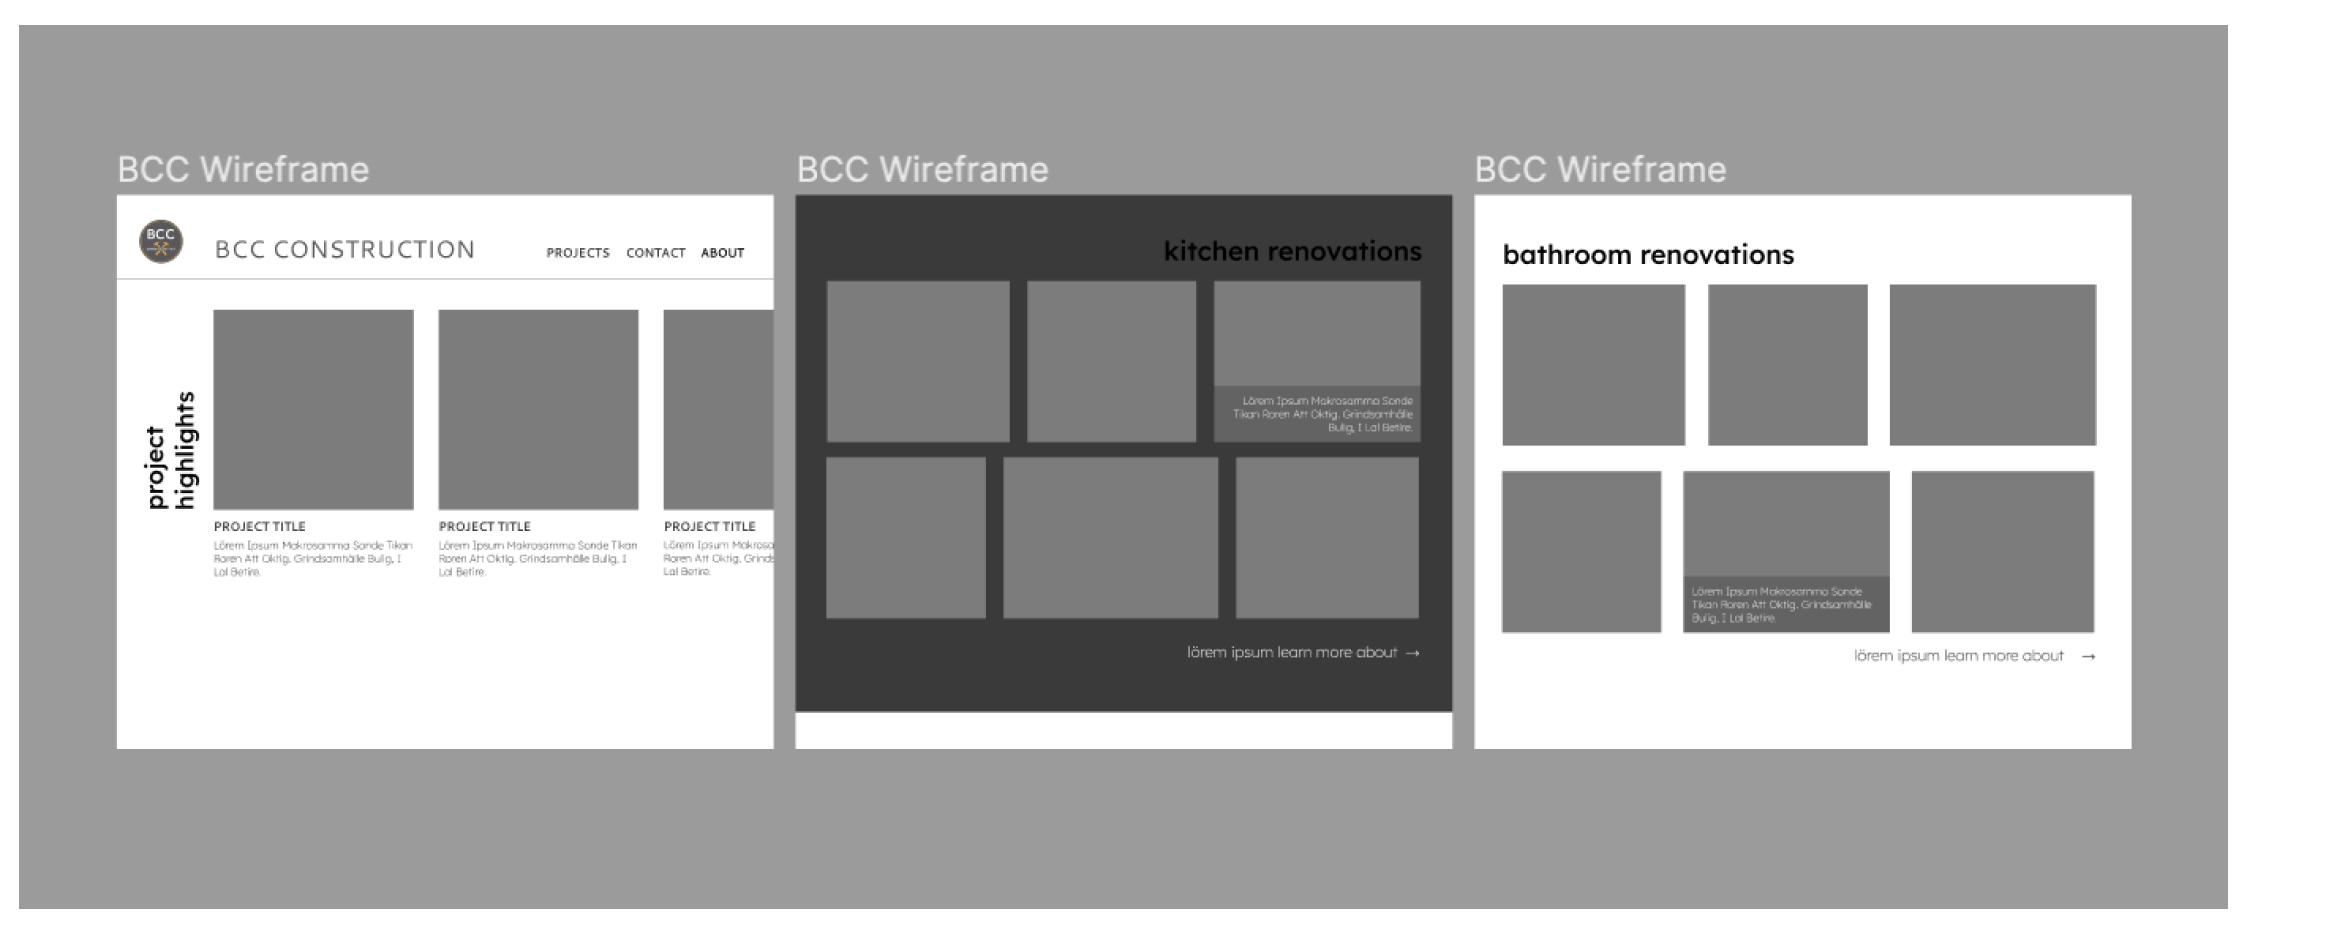 BCC Wireframe
BCC
BCC CONSTRUCTION
PROJECTS CONTACT ABOUT
project
highlights
PROJECT TITLE
Lörem Ipsum Makrosamma Sonde Tikan
Roren Att Oktig. Grindsamhälle Bulig, I
Lal Betire.
PROJECT TITLE
Lörem Ipsum Makrosamma Sonde Tikan
Roren Att Oktig. Grindsamhälle Bulig, I
Lal Betire.
PROJECT TITLE
Lörem Ipsum Makrosa
Roren Att Oktig. Grinds
Lal Betire.
BCC Wireframe
kitchen renovations
Lörem Ipsum Makrosamma Sonde
Tikan Roren Att Oktig. Grindsamhälle
Bulig, I Lal Betire.
lörem ipsum learn more about →
BCC Wireframe
bathroom renovations
Lörem Ipsum Makrosamma Sonde
Tikan Roren Att Oktig. Grindsamhälle
Bulig, I Lal Betire.
lörem ipsum learn more about →